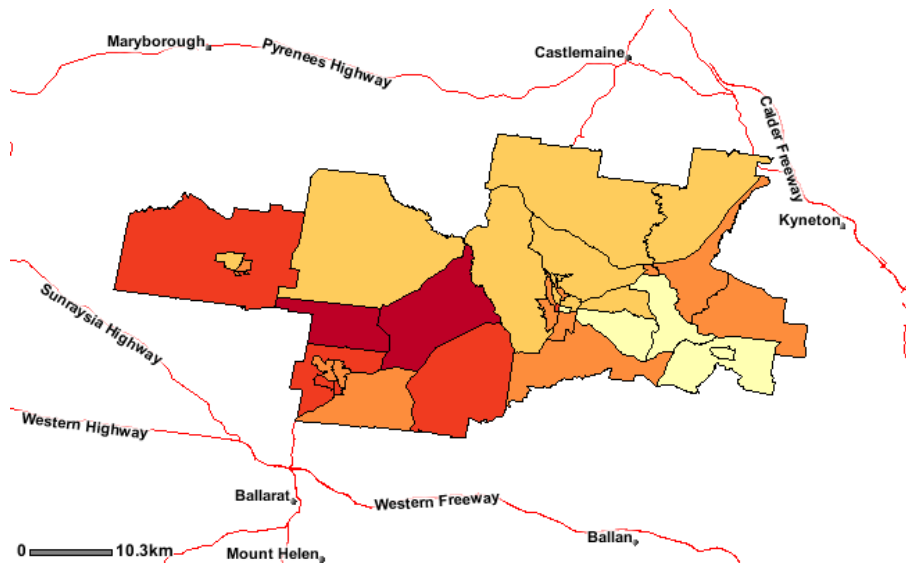 Maryborough
Pyrenees Highway
Castlemaine
Calder Freeway
Kyneton
Sunraysia Highway
Western Highway
Ballarat
Western Freeway
Ballan
0 10.3km
Mount Helen